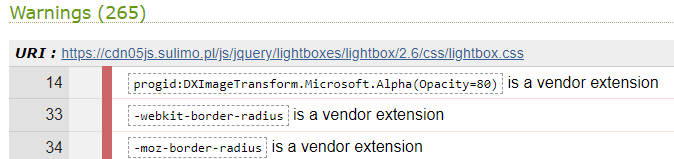 Warnings (265)
URI : https://cdn05js.sulimo.pl/js/jquery/lightboxes/lightbox/2.6/css/lightbox.css
14 progid:DXImageTransform.Microsoft.Alpha(Opacity=80) is a vendor extension
33 -webkit-border-radius is a vendor extension
34 -moz-border-radius is a vendor extension